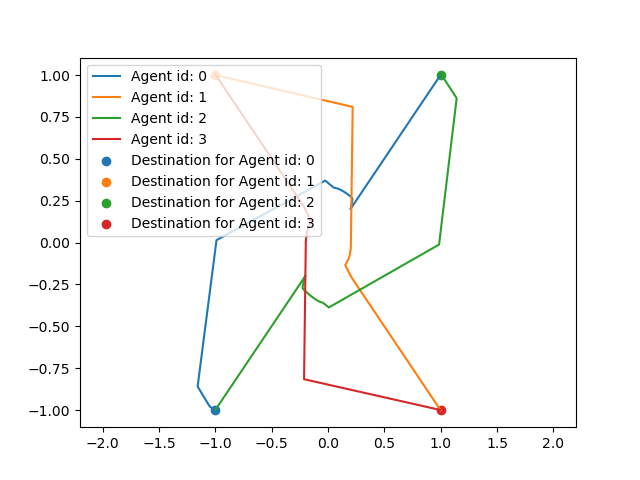 1.00
0.75
0.50
0.25
0.00
−0.25
−0.50
−0.75
−1.00
Agent id: 0
Agent id: 1
Agent id: 2
Agent id: 3
Destination for Agent id: 0
Destination for Agent id: 1
Destination for Agent id: 2
Destination for Agent id: 3
−2.0 −1.5 −1.0 −0.5 0.0 0.5 1.0 1.5 2.0